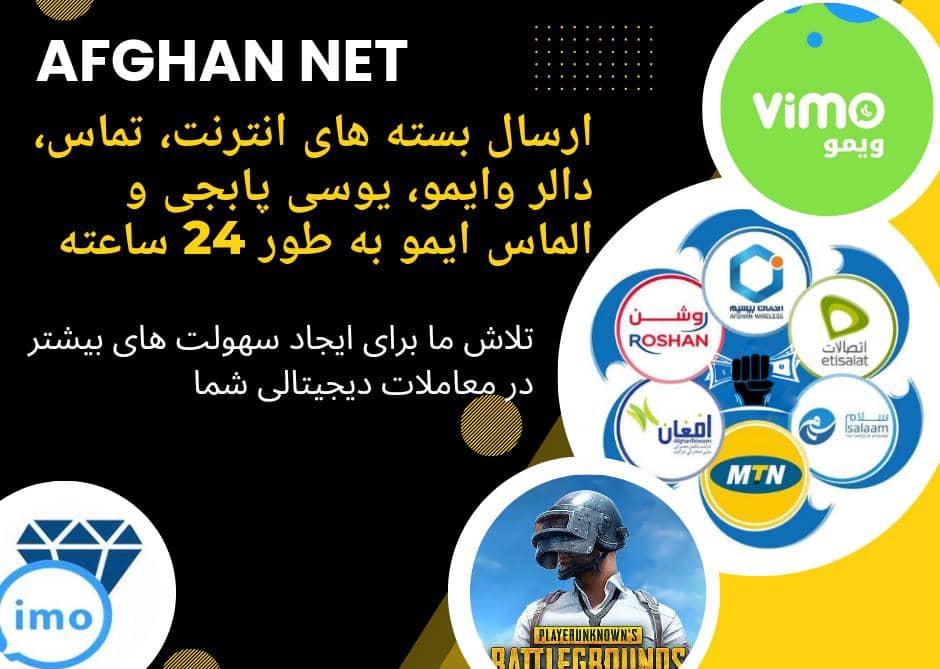 AFGHAN NET
ارسال بسته های انترنت، تماس،
دالر وایمو، یوسی پابجی و
الماس ایمو به طور 24 ساعته
تلاش ما برای ایجاد سهولت های بیشتر
در معاملات دیجیتالی شما
vimo
ویمو
افغان بیسیم
AFGHAN WIRELESS
روشن
ROSHAN
اتصالات
etisalat
افغان
AfghanTelecom
سلام
salaam
MTN
imo
PLAYERUNKNOWN'S
BATTLEGROUNDS